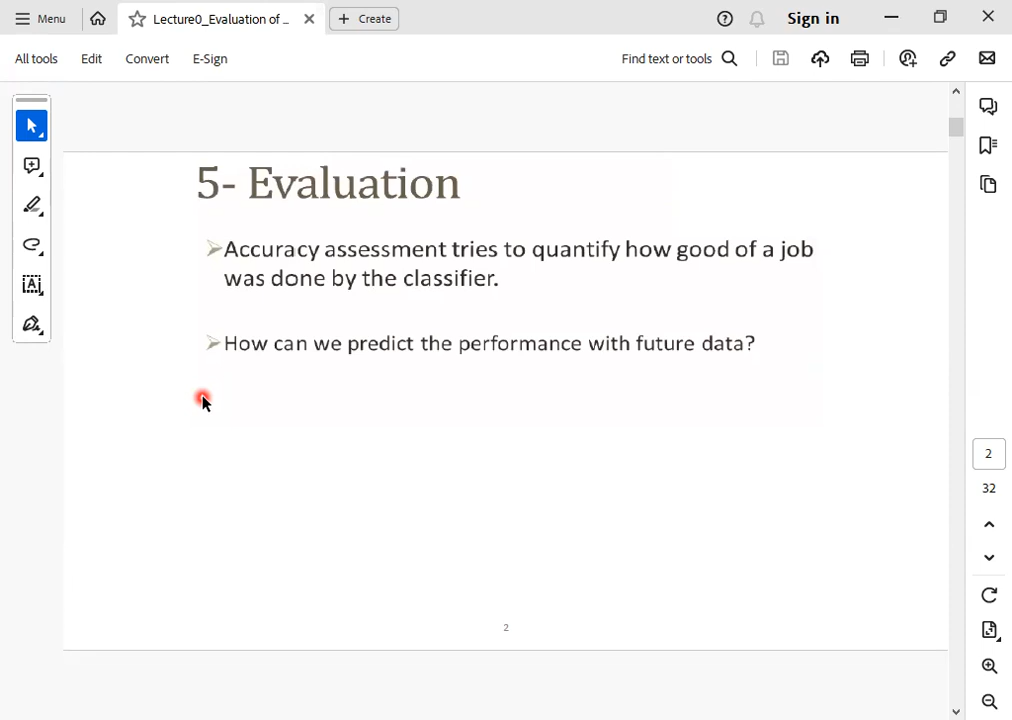 Menu
Lecture0_Evaluation of ...
Create
Sign in
All tools
Edit
Convert
E-Sign
Find text or tools
5- Evaluation
Accuracy assessment tries to quantify how good of a job
was done by the classifier.
How can we predict the performance with future data?
2
32
2